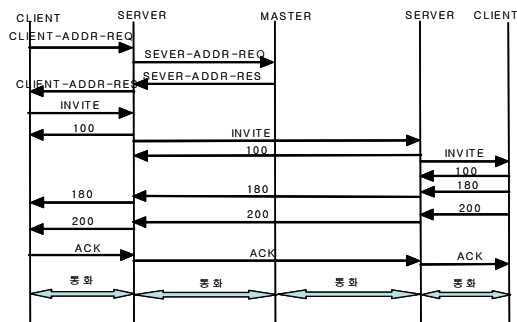 CLIENT SERVER MASTER SERVER CLIENT
CLIENT-ADDR-REQ
SEVER-ADDR-REQ
SEVER-ADDR-RES
CLIENT-ADDR-RES
INVITE
100
INVITE
100
INVITE
100
180
180
180
200
200
200
ACK
ACK
ACK
통화 통화 통화 통화